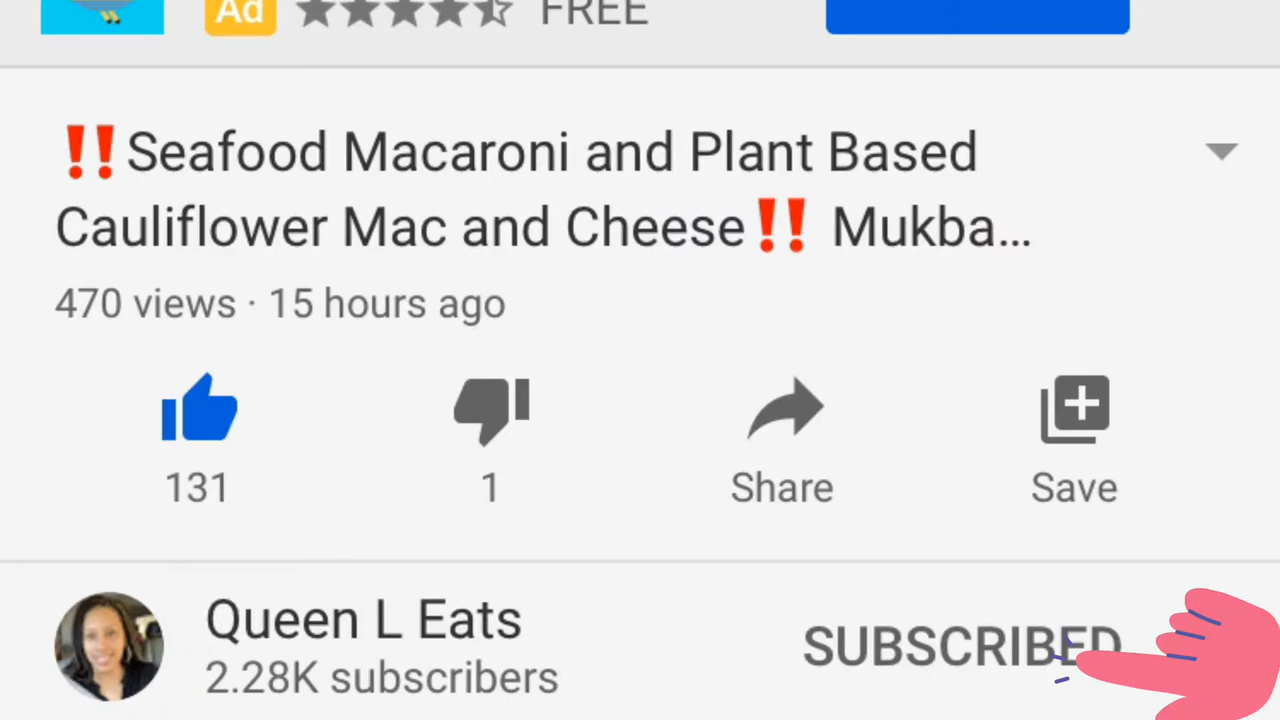 Ad FREE
‼️Seafood Macaroni and Plant Based
Cauliflower Mac and Cheese‼️ Mukba...
470 views · 15 hours ago
131 1 Share Save
Queen L Eats
SUBSCRIBED
2.28K subscribers